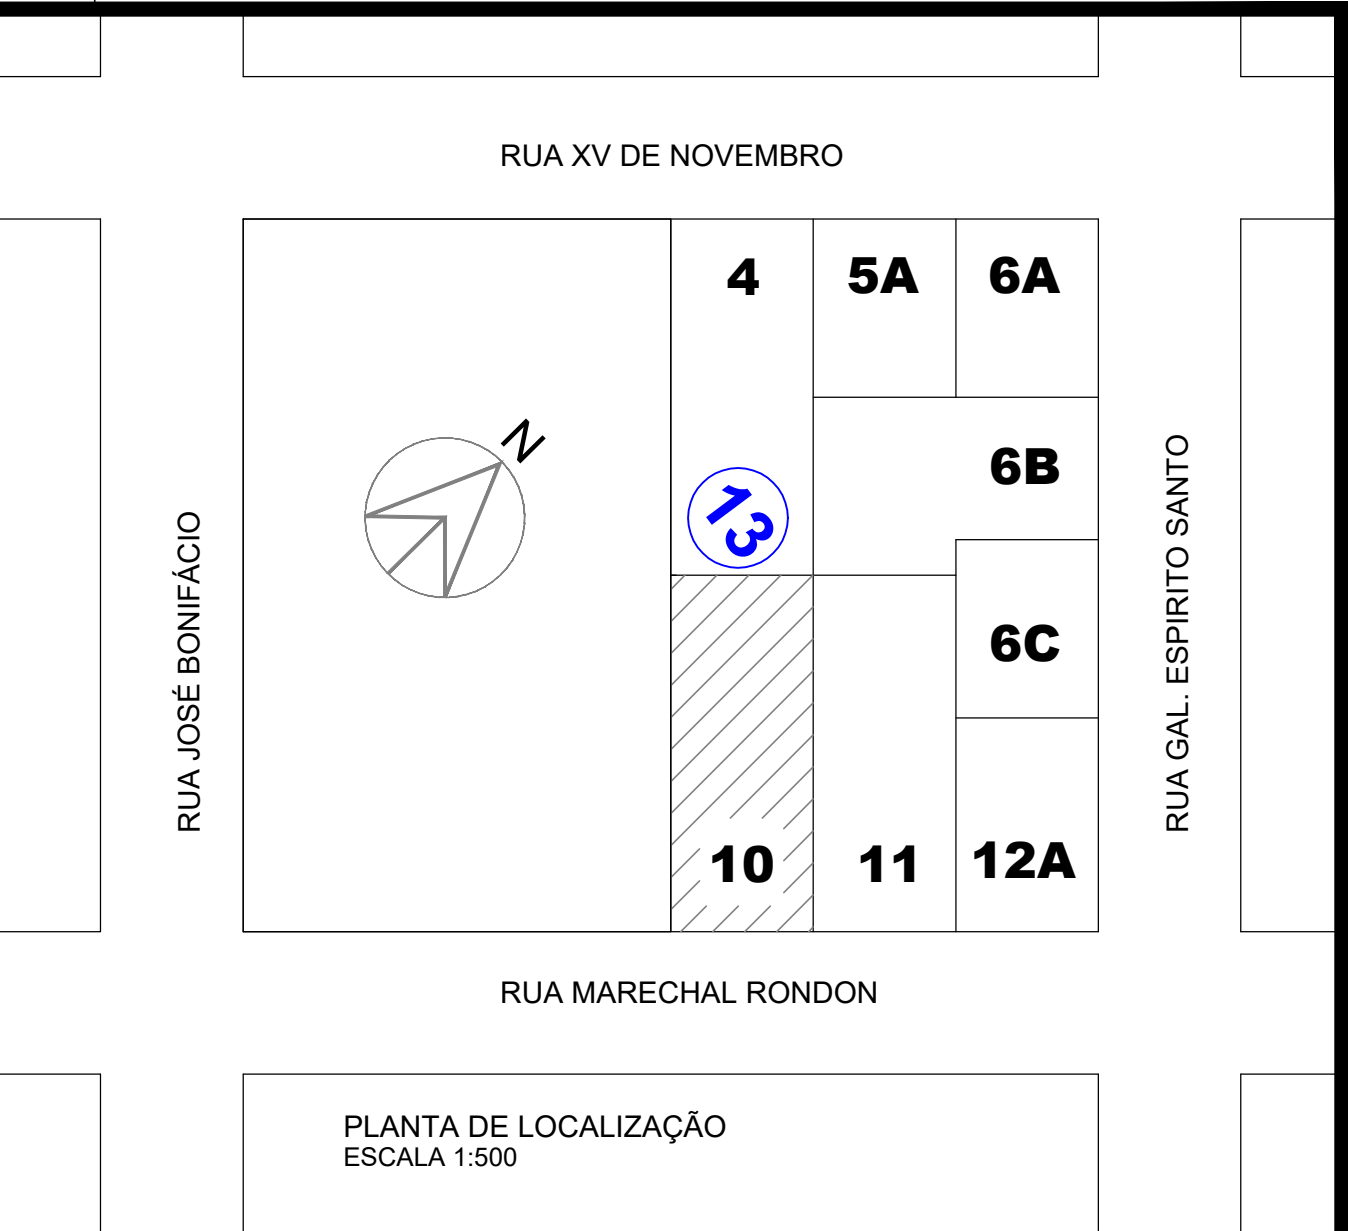 RUA XV DE NOVEMBRO
4
5A
6A
N
6B
13
RUA JOSÉ BONIFÁCIO
RUA GAL. ESPIRITO SANTO
6C
10
11
12A
RUA MARECHAL RONDON
PLANTA DE LOCALIZAÇÃO
ESCALA 1:500